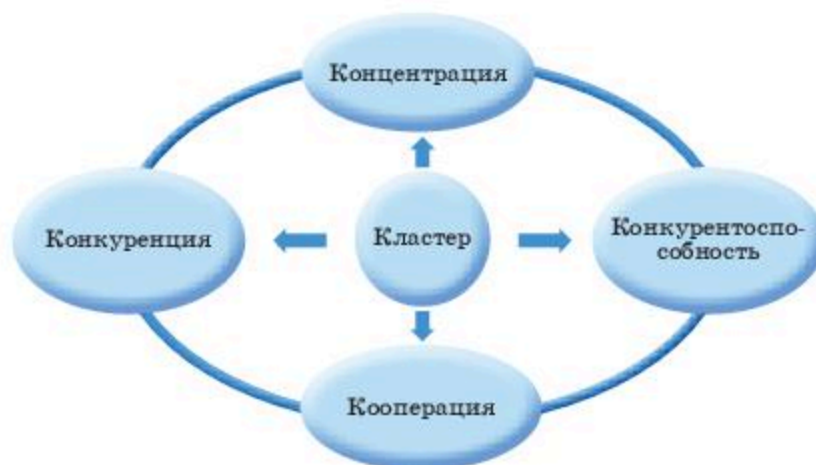 Концентрация
Конкуренция
Кластер
Конкурентоспо-
собность
Кооперация